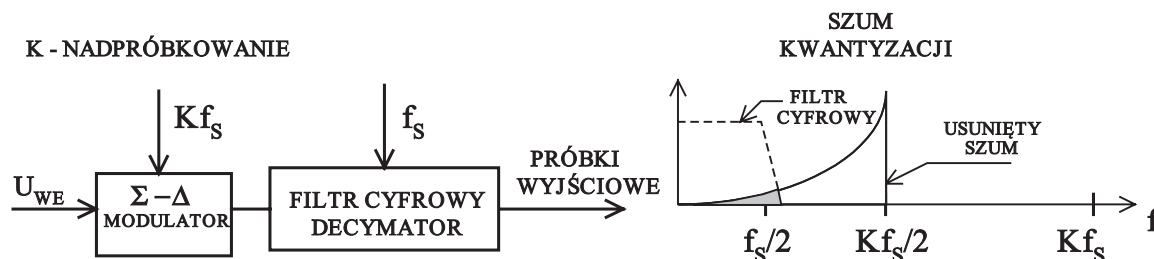 K - NADPRÓBKOWANIE
Kf_S
f_S
U_WE
Σ -Δ
MODULATOR
FILTR CYFROWY
DECYMATOR
PRÓBKI
WYJŚCIOWE
SZUM
KWANTYZACJI
FILTR
CYFROWY
USUNIĘTY
SZUM
f_S/2
Kf_S/2
Kf_S
f